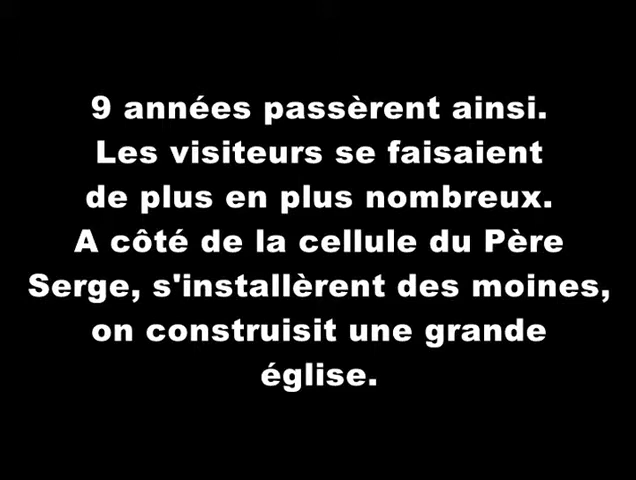 9 années passèrent ainsi.
Les visiteurs se faisaient
de plus en plus nombreux.
A côté de la cellule du Père
Serge, s'installèrent des moines,
on construisit une grande
église.